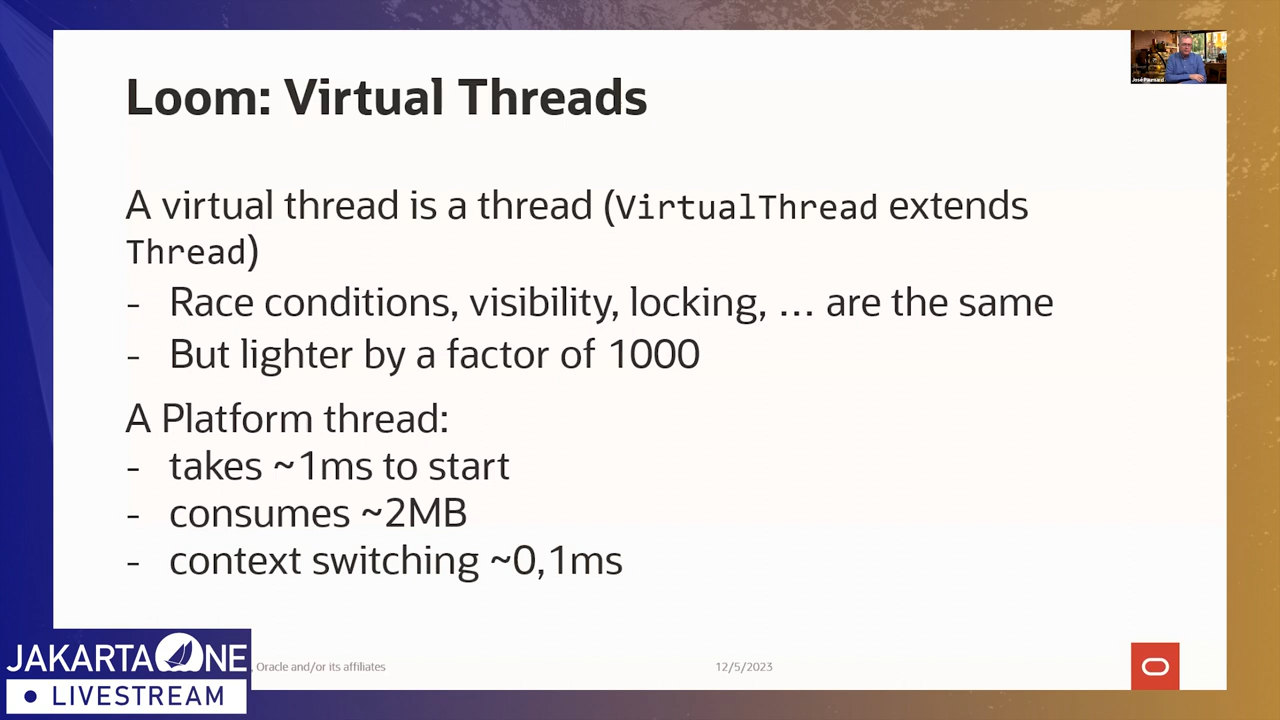 José Paumard
Loom: Virtual Threads
A virtual thread is a thread (VirtualThread extends
Thread)
- Race conditions, visibility, locking, … are the same
- But lighter by a factor of 1000
A Platform thread:
- takes ~1ms to start
- consumes ~2MB
- context switching ~0,1ms
JAKARTA ONE
LIVESTREAM
, Oracle and/or its affiliates
12/5/2023